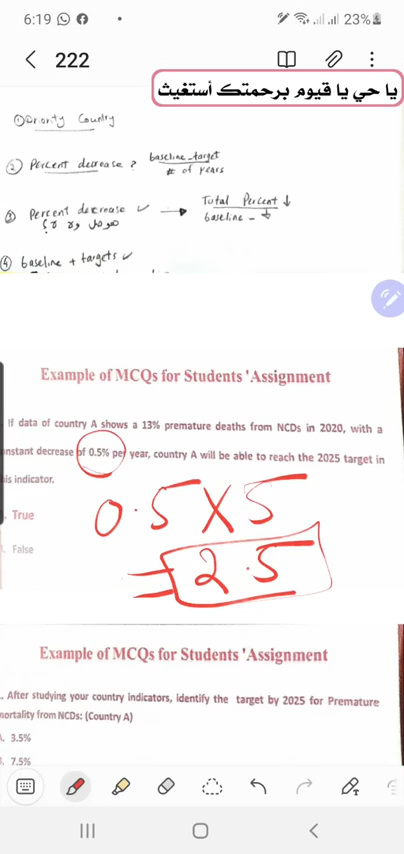 6:19
23%
222
يا حي يا قيوم برحمتك أستغيث
① Priority Country
② Percent decrease ? baseline - target
# of years
③ Percent decrease ✓ → Total Percent ↓
هوصل ولا لا ؟ baseline - ↓
④ baseline + targets ✓
Example of MCQs for Students 'Assignment
If data of country A shows a 13% premature deaths from NCDs in 2020, with a
onstant decrease of 0.5% per year, country A will be able to reach the 2025 target in
is indicator.
True
False
0.5 X 5
= 2.5
Example of MCQs for Students 'Assignment
. After studying your country indicators, identify the target by 2025 for Premature
mortality from NCDs: (Country A)
. 3.5%
. 7.5%